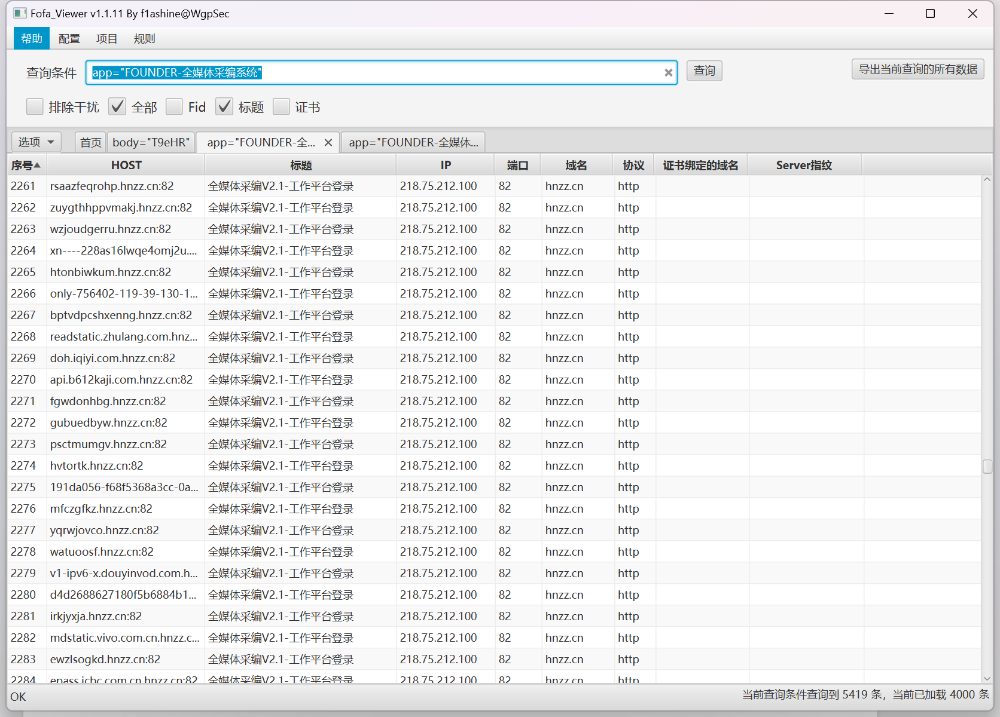 Fofa_Viewer v1.1.11 By f1ashine@WgpSec
帮助 配置 项目 规则
查询条件 app="FOUNDER-全媒体采编系统" 查询 导出当前查询的所有数据
排除干扰 全部 Fid 标题 证书
选项 首页 body="T9eHR" app="FOUNDER-全... app="FOUNDER-全媒体...
序号 HOST 标题 IP 端口 域名 协议 证书绑定的域名 Server指纹
2261 rsaazfeqrohp.hnzz.cn:82 全媒体采编V2.1-工作平台登录 218.75.212.100 82 hnzz.cn http
2262 zuygthhppvmakj.hnzz.cn:82 全媒体采编V2.1-工作平台登录 218.75.212.100 82 hnzz.cn http
2263 wzjoudgerru.hnzz.cn:82 全媒体采编V2.1-工作平台登录 218.75.212.100 82 hnzz.cn http
2264 xn----228as16lwqe4omj2u.... 全媒体采编V2.1-工作平台登录 218.75.212.100 82 hnzz.cn http
2265 htonbiwkum.hnzz.cn:82 全媒体采编V2.1-工作平台登录 218.75.212.100 82 hnzz.cn http
2266 only-756402-119-39-130-1... 全媒体采编V2.1-工作平台登录 218.75.212.100 82 hnzz.cn http
2267 bptvdpcshxenng.hnzz.cn:82 全媒体采编V2.1-工作平台登录 218.75.212.100 82 hnzz.cn http
2268 readstatic.zhulang.com.hnz... 全媒体采编V2.1-工作平台登录 218.75.212.100 82 hnzz.cn http
2269 doh.iqiyi.com.hnzz.cn:82 全媒体采编V2.1-工作平台登录 218.75.212.100 82 hnzz.cn http
2270 api.b612kaji.com.hnzz.cn:82 全媒体采编V2.1-工作平台登录 218.75.212.100 82 hnzz.cn http
2271 fgwdonhbg.hnzz.cn:82 全媒体采编V2.1-工作平台登录 218.75.212.100 82 hnzz.cn http
2272 gubuedbyw.hnzz.cn:82 全媒体采编V2.1-工作平台登录 218.75.212.100 82 hnzz.cn http
2273 psctmumgv.hnzz.cn:82 全媒体采编V2.1-工作平台登录 218.75.212.100 82 hnzz.cn http
2274 hvtortk.hnzz.cn:82 全媒体采编V2.1-工作平台登录 218.75.212.100 82 hnzz.cn http
2275 191da056-f68f5368a3cc-0a... 全媒体采编V2.1-工作平台登录 218.75.212.100 82 hnzz.cn http
2276 mfczgfkz.hnzz.cn:82 全媒体采编V2.1-工作平台登录 218.75.212.100 82 hnzz.cn http
2277 yqrwjovco.hnzz.cn:82 全媒体采编V2.1-工作平台登录 218.75.212.100 82 hnzz.cn http
2278 watuoosf.hnzz.cn:82 全媒体采编V2.1-工作平台登录 218.75.212.100 82 hnzz.cn http
2279 v1-ipv6-x.douyinvod.com.h... 全媒体采编V2.1-工作平台登录 218.75.212.100 82 hnzz.cn http
2280 d4d2688627180f5b6884b1... 全媒体采编V2.1-工作平台登录 218.75.212.100 82 hnzz.cn http
2281 irkjyxja.hnzz.cn:82 全媒体采编V2.1-工作平台登录 218.75.212.100 82 hnzz.cn http
2282 mdstatic.vivo.com.cn.hnzz.c... 全媒体采编V2.1-工作平台登录 218.75.212.100 82 hnzz.cn http
2283 ewzlsogkd.hnzz.cn:82 全媒体采编V2.1-工作平台登录 218.75.212.100 82 hnzz.cn http
2284 epass.icbc.com.cn.hnzz.cn:82 全媒体采编V2.1-工作平台登录 218.75.212.100 82 hnzz.cn http
OK 当前查询条件查询到 5419 条，当前已加载 4000 条